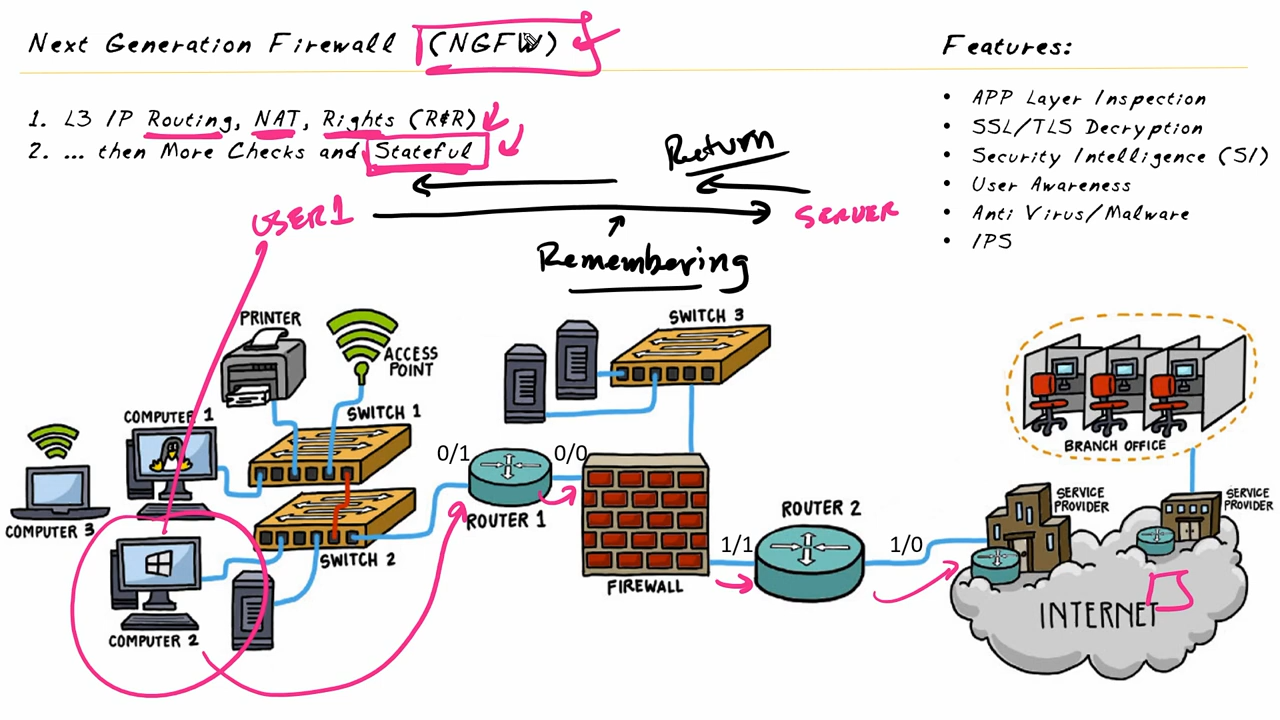 Next Generation Firewall (NGFW)
Features:
1. L3 IP Routing, NAT, Rights (R&R)
2. ... then More Checks and Stateful
• APP Layer Inspection
• SSL/TLS Decryption
• Security Intelligence (SI)
• User Awareness
• Anti Virus/Malware
• IPS
Return
USER1
SERVER
Remembering
PRINTER
ACCESS
POINT
SWITCH 3
COMPUTER 1
SWITCH 1
BRANCH OFFICE
0/1
0/0
COMPUTER 3
ROUTER 1
SWITCH 2
FIREWALL
ROUTER 2
1/1
1/0
SERVICE
PROVIDER
SERVICE
PROVIDER
COMPUTER 2
INTERNET